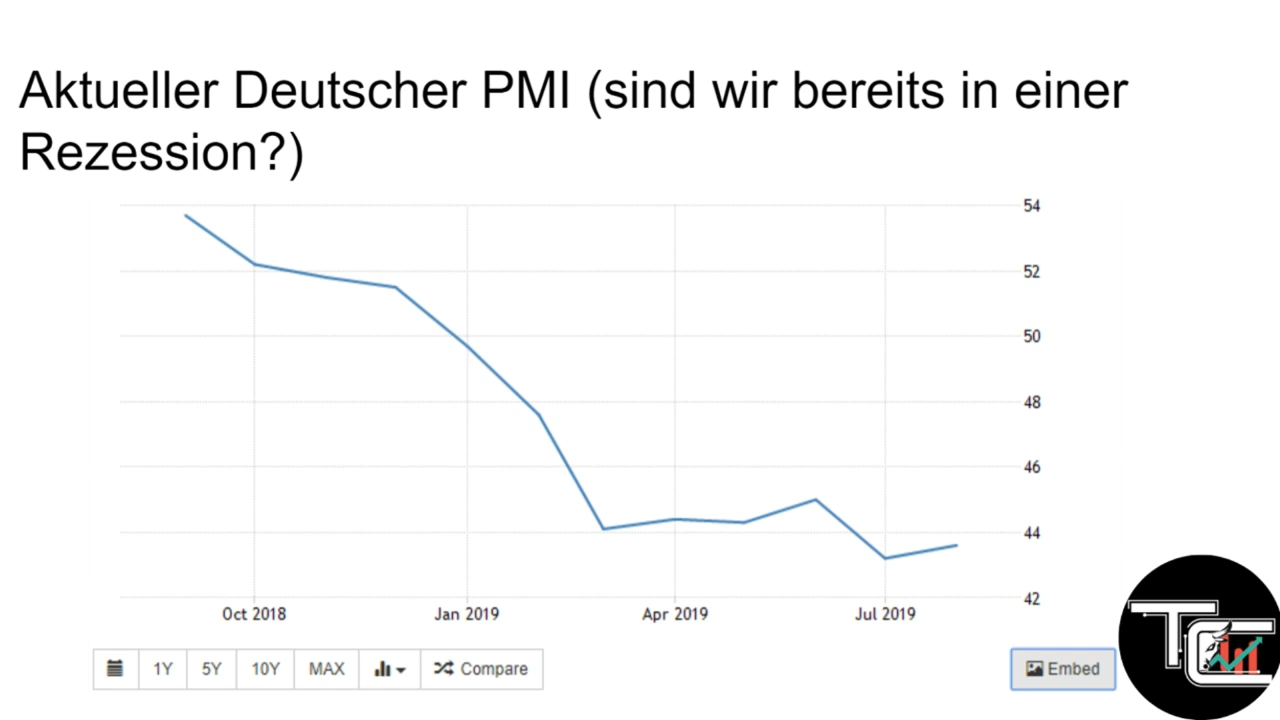 Aktueller Deutscher PMI (sind wir bereits in einer
Rezession?)
54
52
50
48
46
44
42
Oct 2018 Jan 2019 Apr 2019 Jul 2019
1Y 5Y 10Y MAX Compare Embed
TC